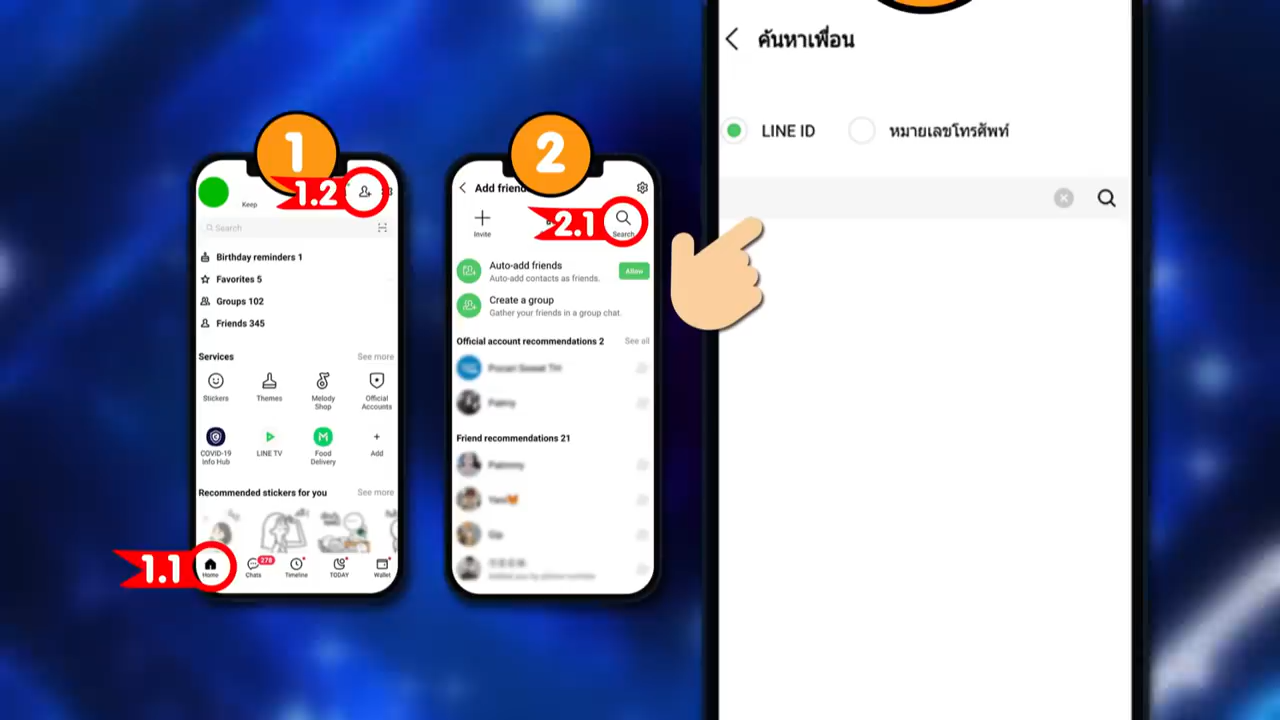 1
1.2
Keep
Search
Birthday reminders 1
Favorites 5
Groups 102
Friends 345
Services
See more
Stickers
Themes
Melody Shop
Official Accounts
COVID-19 Info Hub
LINE TV
Food Delivery
Add
Recommended stickers for you
See more
1.1
Home
Chats
278
Timeline
TODAY
Wallet
2
Add friend
2.1
Invite
Search
Auto-add friends
Auto-add contacts as friends.
Allow
Create a group
Gather your friends in a group chat.
Official account recommendations 2
See all
Friend recommendations 21
ค้นหาเพื่อน
LINE ID
หมายเลขโทรศัพท์